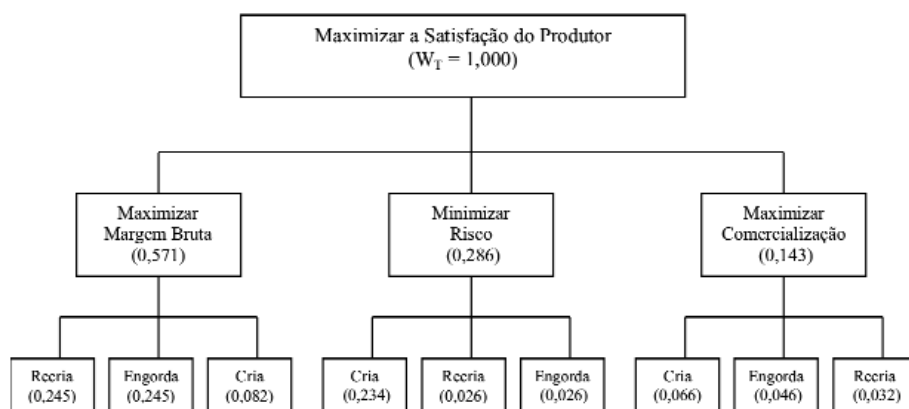 Maximizar a Satisfação do Produtor
(W_T = 1,000)
Maximizar
Margem Bruta
(0,571)
Minimizar
Risco
(0,286)
Maximizar
Comercialização
(0,143)
Recria
(0,245)
Engorda
(0,245)
Cria
(0,082)
Cria
(0,234)
Recria
(0,026)
Engorda
(0,026)
Cria
(0,066)
Engorda
(0,046)
Recria
(0,032)